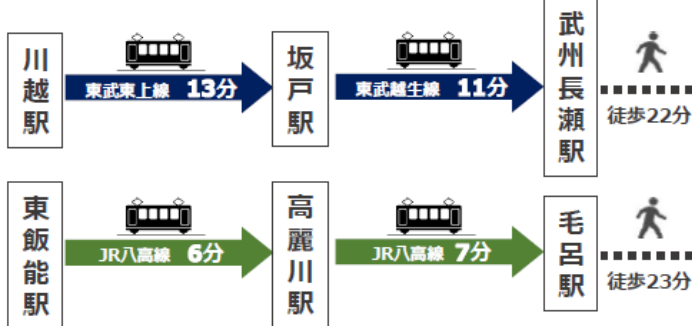 川越駅
東武東上線 13分
坂戸駅
東武越生線 11分
武州長瀬駅
徒歩22分
東飯能駅
JR八高線 6分
高麗川駅
JR八高線 7分
毛呂駅
徒歩23分